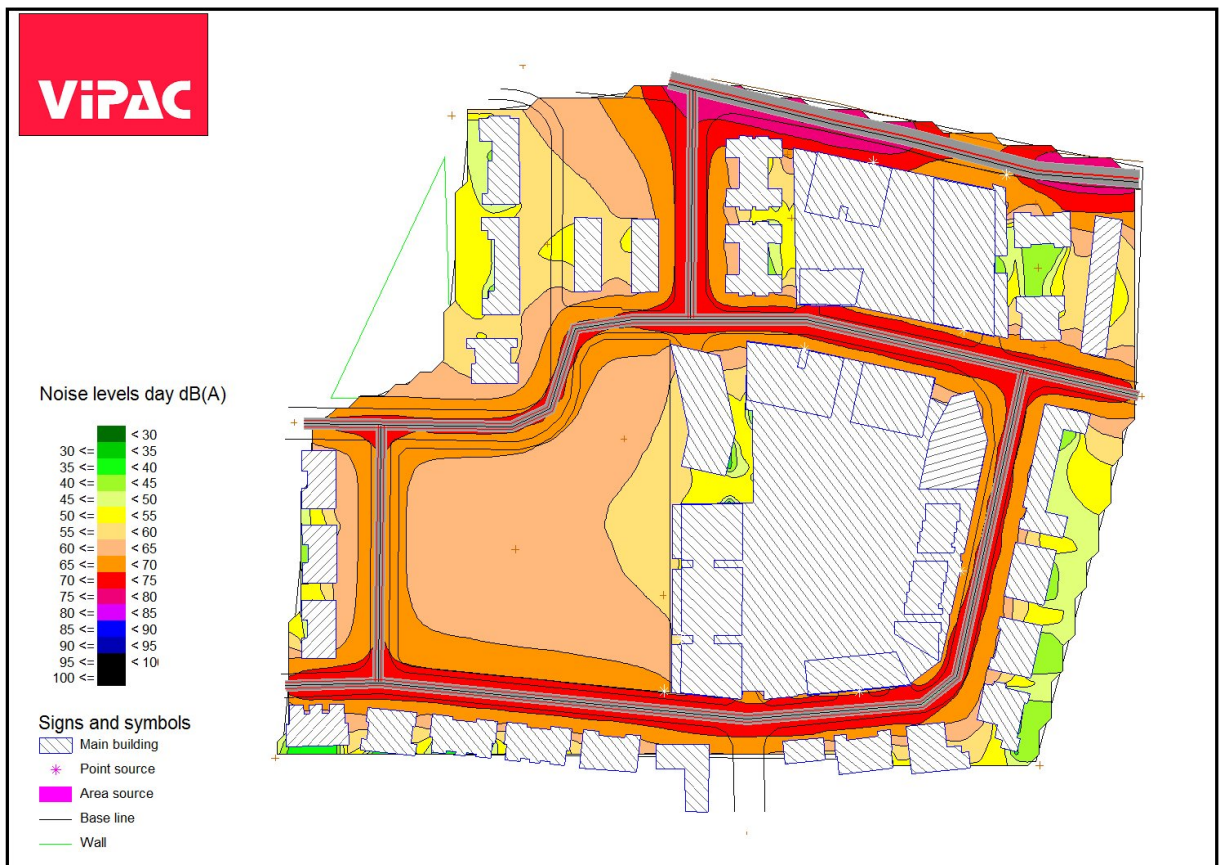 ViPAC
Noise levels day dB(A)
< 30
30 <= < 35
35 <= < 40
40 <= < 45
45 <= < 50
50 <= < 55
55 <= < 60
60 <= < 65
65 <= < 70
70 <= < 75
75 <= < 80
80 <= < 85
85 <= < 90
90 <= < 95
95 <= < 10
100 <=
Signs and symbols
Main building
Point source
Area source
Base line
Wall